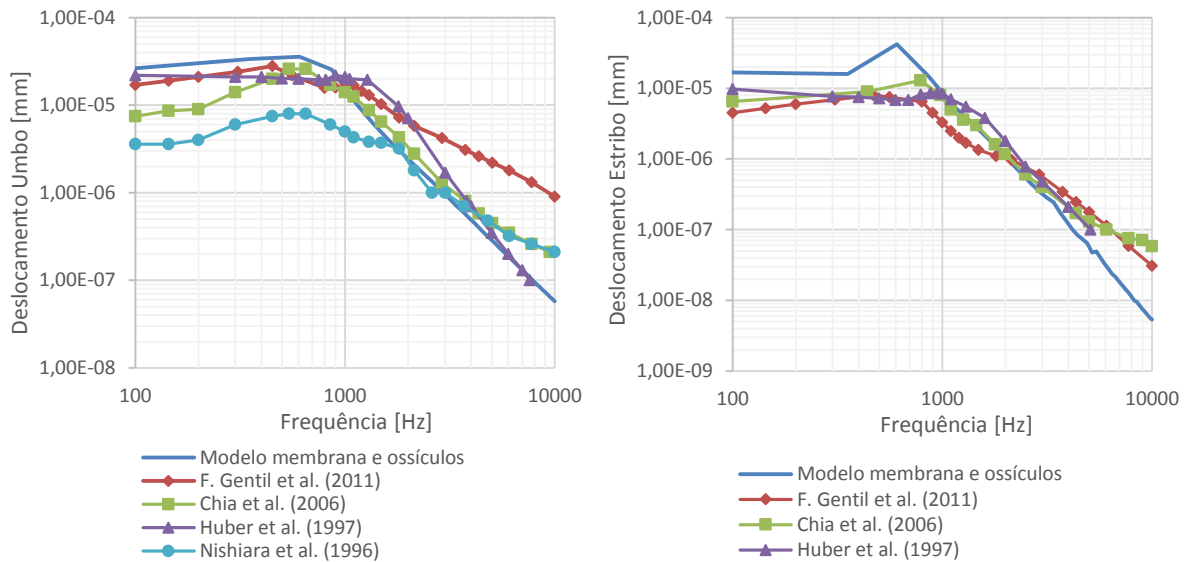 1,00E-04
1,00E-05
1,00E-06
1,00E-07
1,00E-08
Deslocamento Umbo [mm]
100
1000
10000
Frequência [Hz]
Modelo membrana e ossículos
F. Gentil et al. (2011)
Chia et al. (2006)
Huber et al. (1997)
Nishiara et al. (1996)
1,00E-04
1,00E-05
1,00E-06
1,00E-07
1,00E-08
1,00E-09
Deslocamento Estribo [mm]
100
1000
10000
Frequência [Hz]
Modelo membrana e ossículos
F. Gentil et al. (2011)
Chia et al. (2006)
Huber et al. (1997)